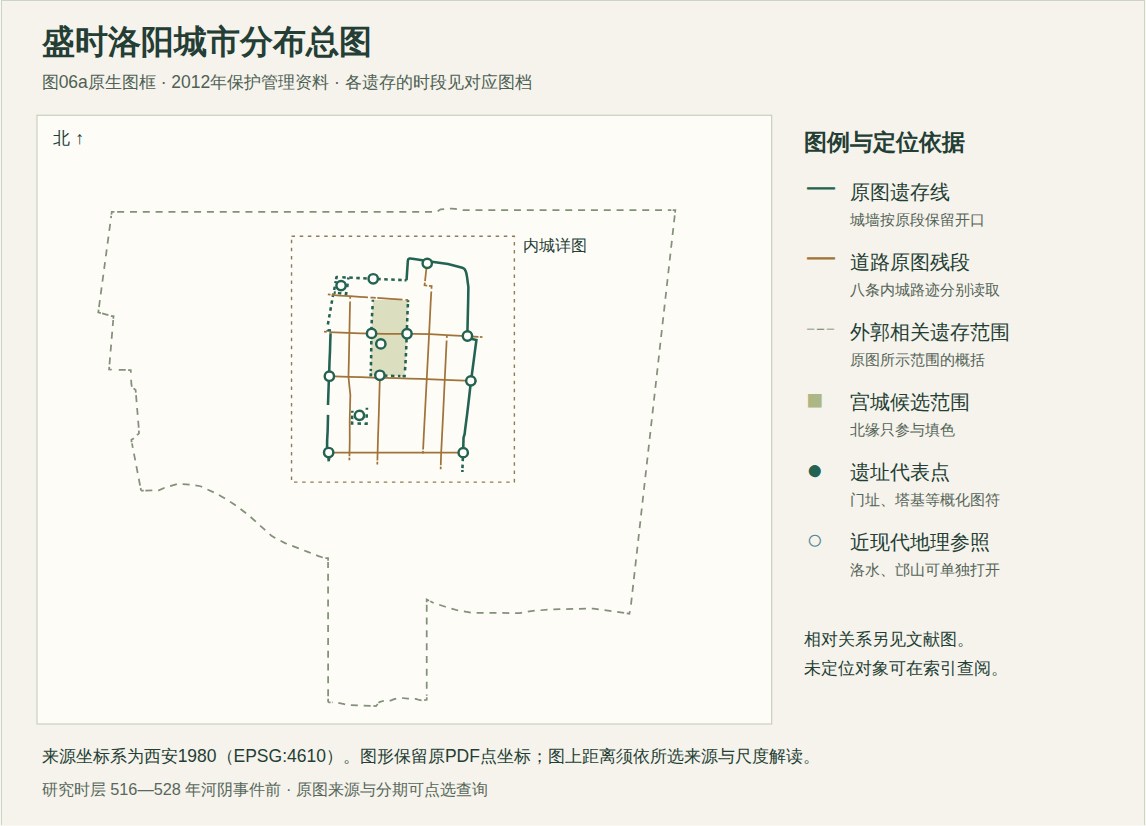 盛时洛阳城市分布总图
图06a原生图框 · 2012年保护管理资料 · 各遗存的时段见对应图档
北 ↑
内城详图
图例与定位依据
原图遗存线
城墙按原段保留开口
道路原图残段
八条内城路迹分别读取
外郭相关遗存范围
原图所示范围的概括
宫城候选范围
北缘只参与填色
遗址代表点
门址、塔基等概化图符
近现代地理参照
洛水、邙山可单独打开
相对关系另见文献图。
未定位对象可在索引查阅。
来源坐标系为西安1980（EPSG:4610）。图形保留原PDF点坐标；图上距离须依所选来源与尺度解读。
研究时层 516—528 年河阴事件前 · 原图来源与分期可点选查询